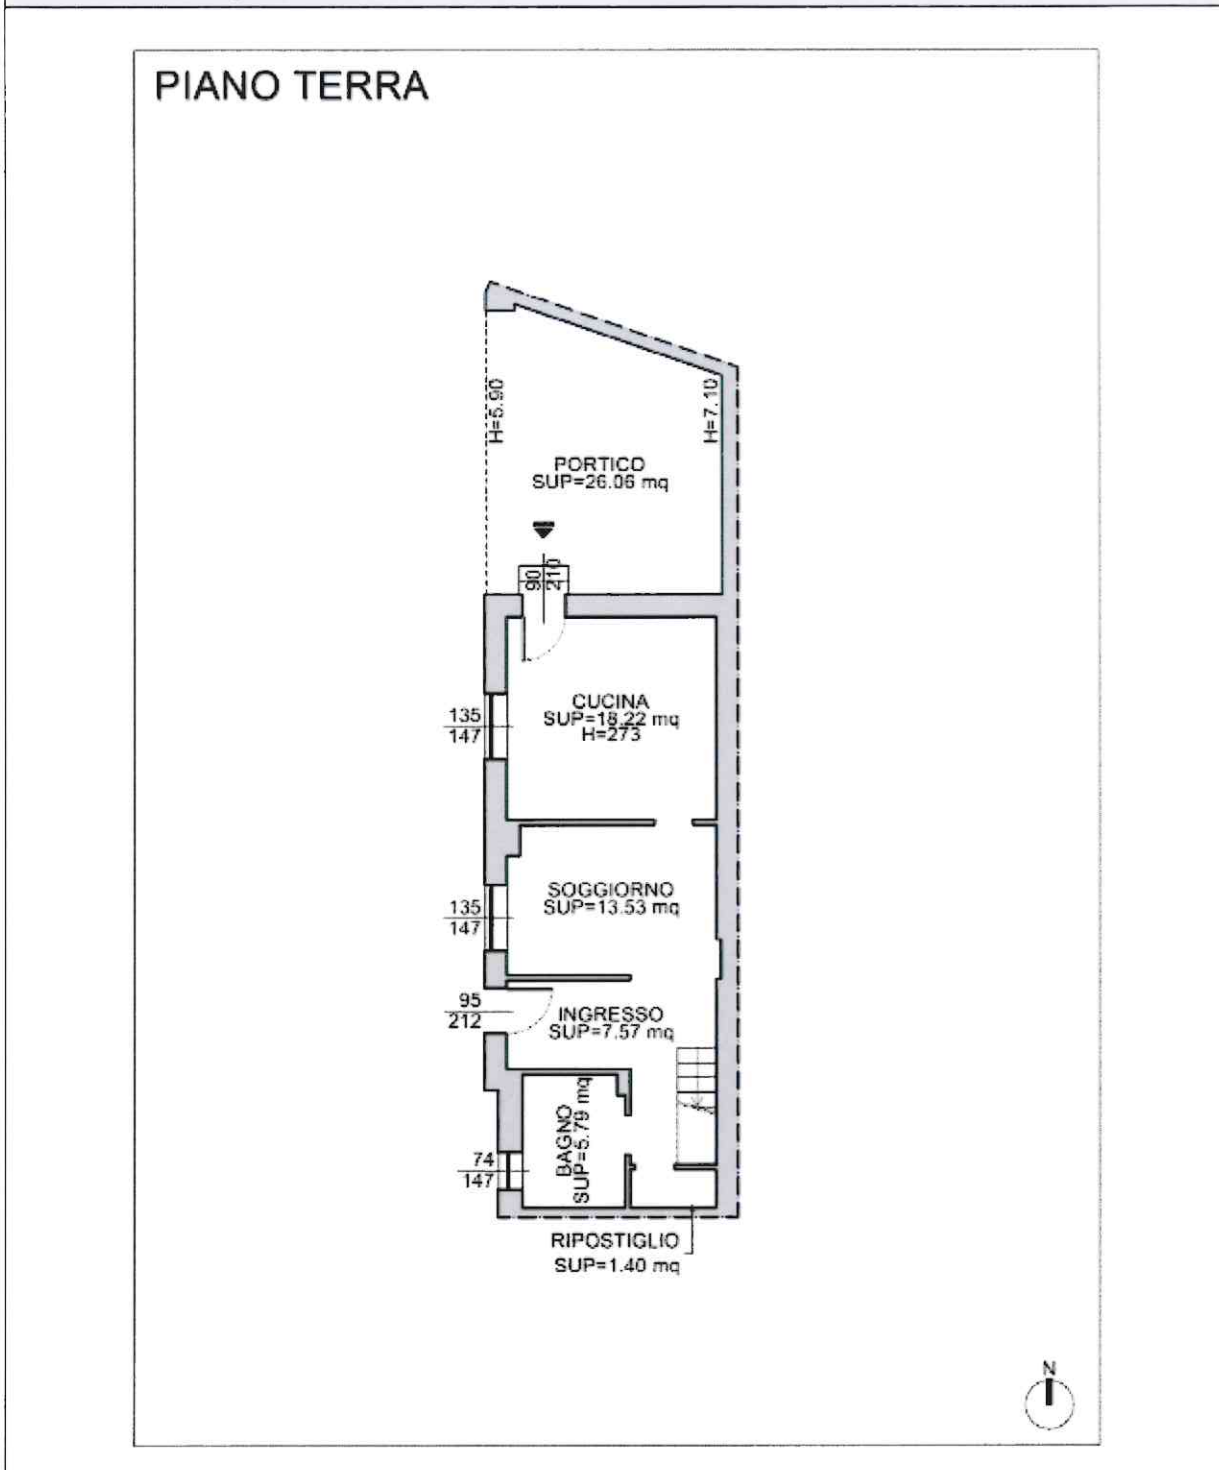 PIANO TERRA
H=5.90
H=7.10
PORTICO
SUP=26.06 mq
90
210
CUCINA
SUP=18.22 mq
H=273
135
147
SOGGIORNO
SUP=13.53 mq
135
147
95
212
INGRESSO
SUP=7.57 mq
BAGNO
SUP=5.79 mq
74
147
RIPOSTIGLIO
SUP=1.40 mq
N